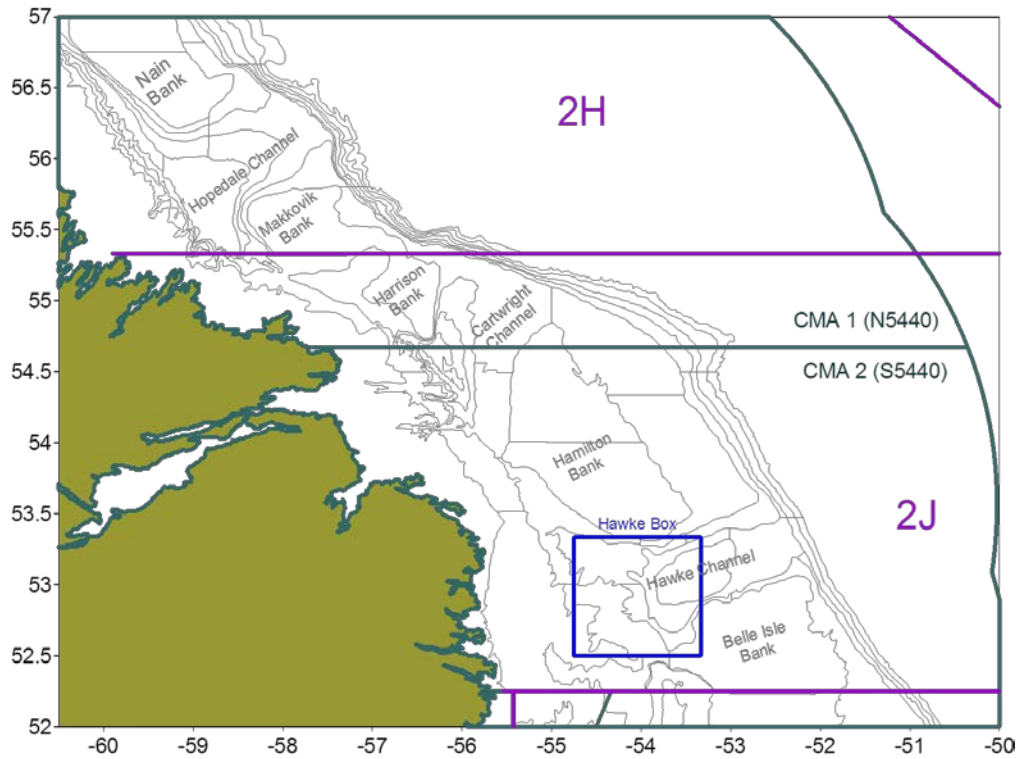 57
56.5
56
55.5
55
54.5
54
53.5
53
52.5
52
Nain
Bank
2H
Hopedale Channel
Makkovik
Bank
Harrison
Bank
Cartwright
Channel
CMA 1 (N5440)
CMA 2 (S5440)
Hamilton
Bank
2J
Hawke Box
Hawke Channel
Belle Isle
Bank
-60
-59
-58
-57
-56
-55
-54
-53
-52
-51
-50